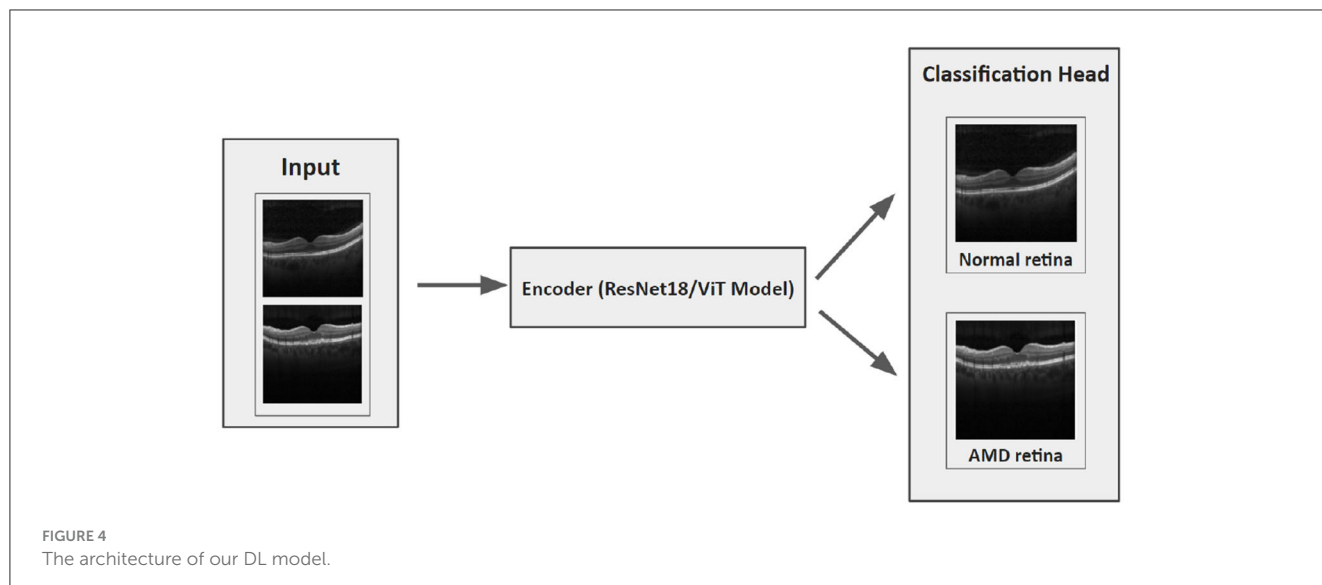 Input
Encoder (ResNet18/ViT Model)
Classification Head
Normal retina
AMD retina
FIGURE 4
The architecture of our DL model.